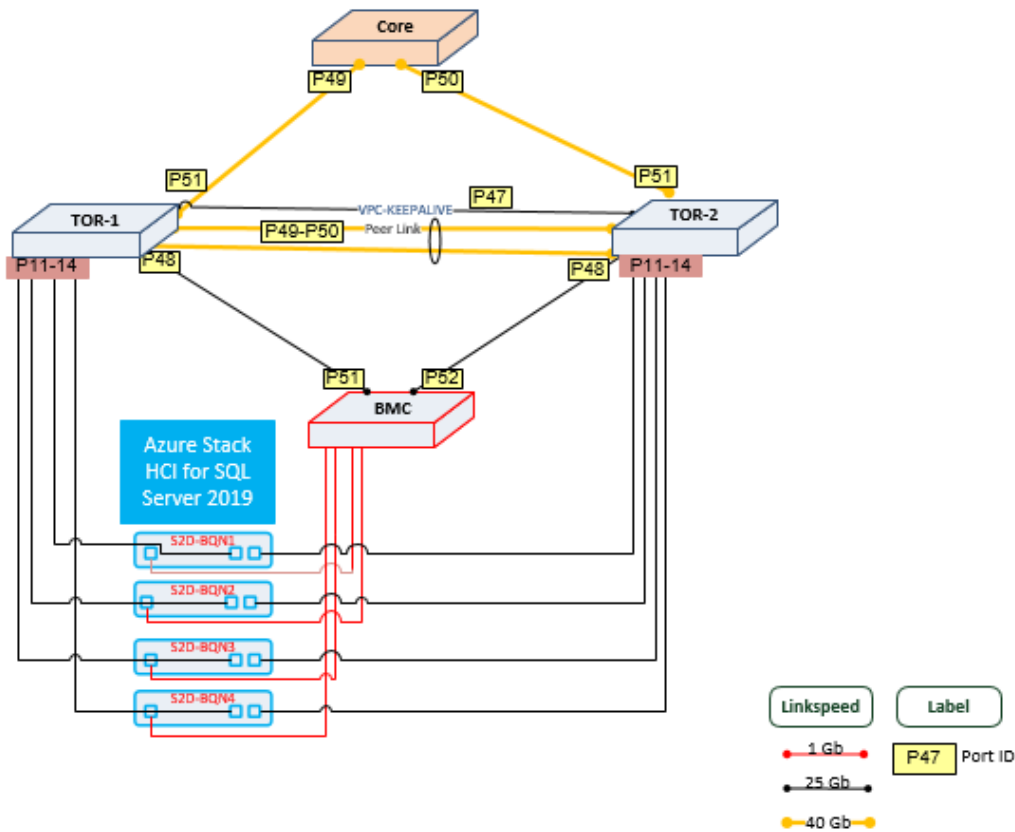 Core
P49
P50
P51
P51
P47
VPC-KEEPALIVE
TOR-1
TOR-2
P49-P50
Peer Link
P11-14
P48
P48
P11-14
P51
P52
BMC
Azure Stack
HCI for SQL
Server 2019
S2D-BQN1
S2D-BQN2
S2D-BQN3
S2D-BQN4
Linkspeed
Label
1 Gb
P47
Port ID
25 Gb
40 Gb